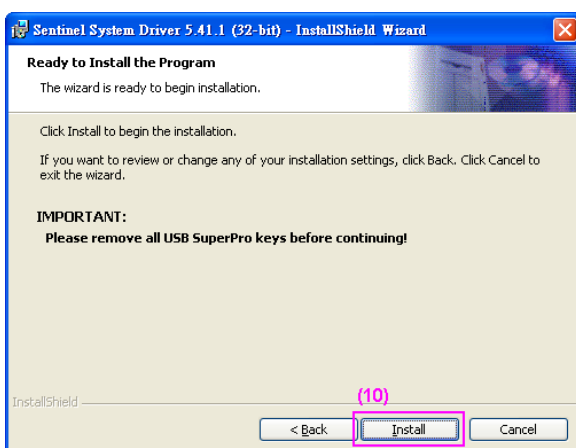 Sentinel System Driver 5.41.1 (32-bit) - InstallShield Wizard
Ready to Install the Program
The wizard is ready to begin installation.
Click Install to begin the installation.
If you want to review or change any of your installation settings, click Back. Click Cancel to
exit the wizard.
IMPORTANT:
Please remove all USB SuperPro keys before continuing!
(10)
InstallShield
< Back
Install
Cancel